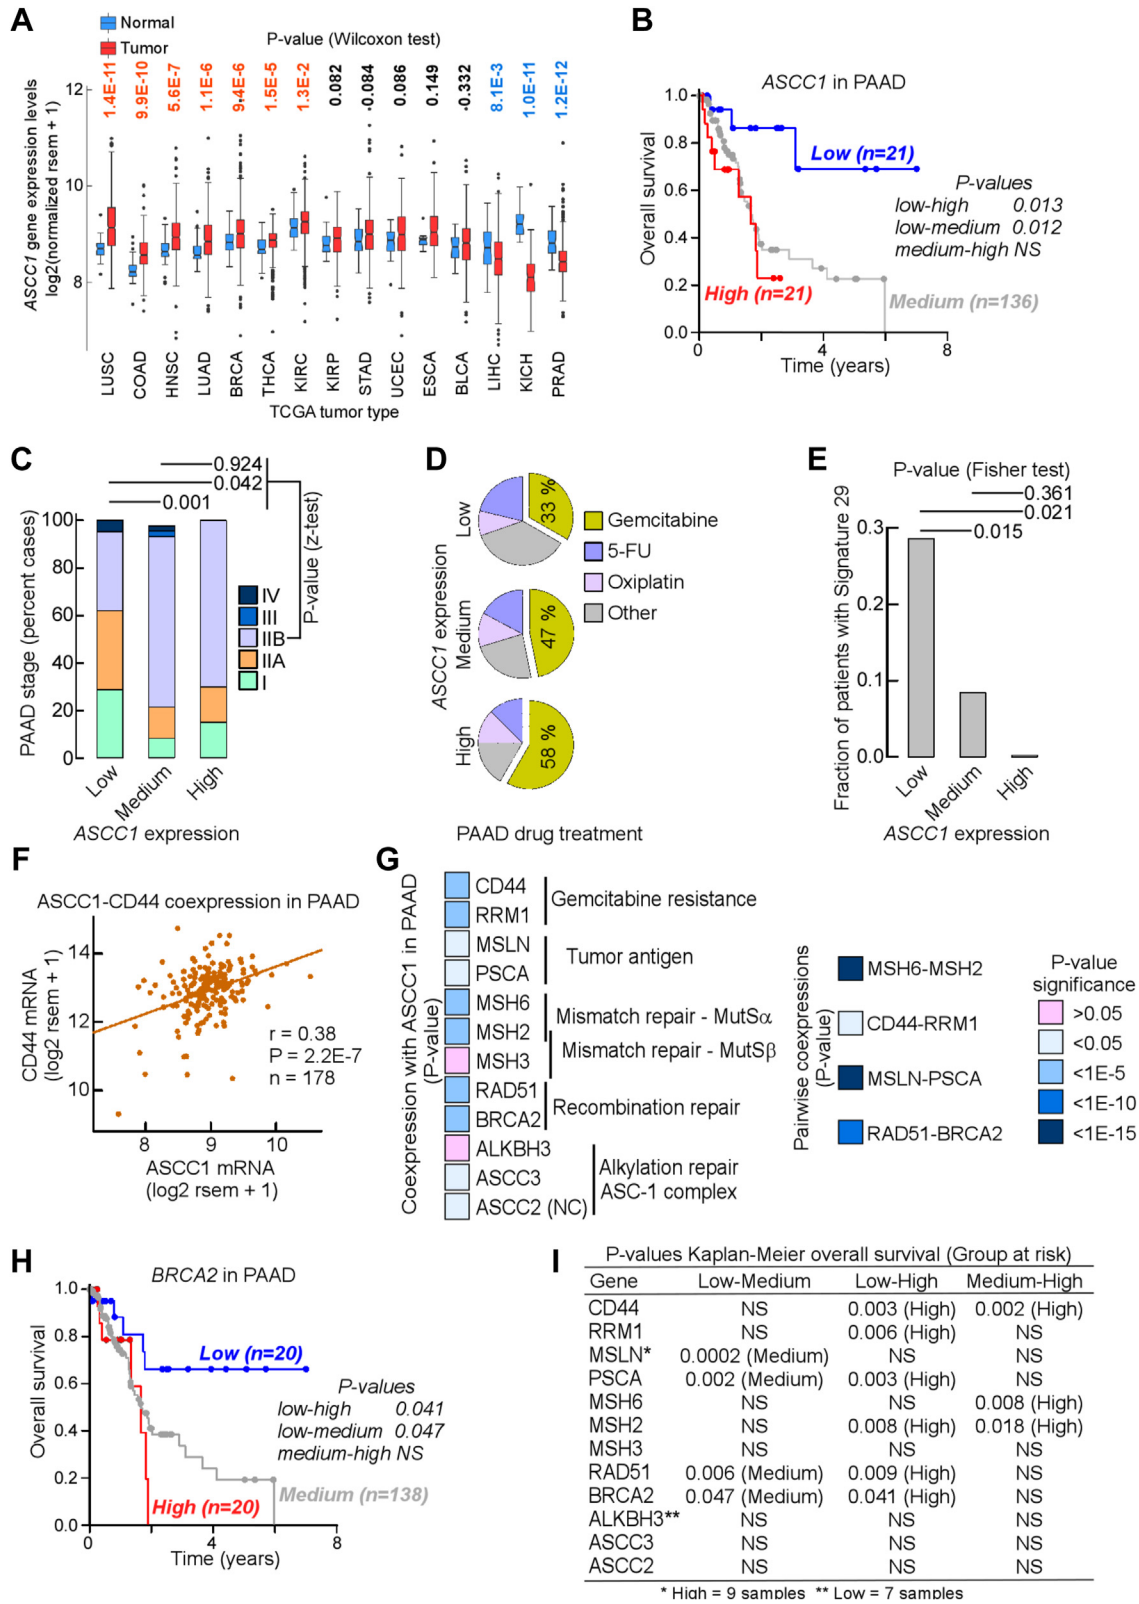 A
Normal
Tumor
P-value (Wilcoxon test)
1.4E-11
9.9E-10
5.6E-7
1.1E-6
9.4E-6
1.5E-5
1.3E-2
0.082
-0.084
0.086
0.149
-0.332
8.1E-3
1.0E-11
1.2E-12
ASCC1 gene expression levels
log2(normalized rsem + 1)
12
10
8
LUSC
COAD
HNSC
LUAD
BRCA
THCA
KIRC
KIRP
STAD
UCEC
ESCA
BLCA
LIHC
KICH
PRAD
TCGA tumor type
B
ASCC1 in PAAD
Overall survival
1.0
0.8
0.6
0.4
0.2
0.0
Low (n=21)
P-values
low-high 0.013
low-medium 0.012
medium-high NS
High (n=21)
Medium (n=136)
0 4 8
Time (years)
C
0.924
0.042
0.001
P-value (z-test)
PAAD stage (percent cases)
100
80
60
40
20
0
IV
III
IIB
IIA
I
Low
Medium
High
ASCC1 expression
D
ASCC1 expression
Low
Medium
High
33 %
47 %
58 %
Gemcitabine
5-FU
Oxiplatin
Other
PAAD drug treatment
E
P-value (Fisher test)
0.361
0.021
0.015
Fraction of patients with Signature 29
0.3
0.2
0.1
0.0
Low
Medium
High
ASCC1 expression
F
ASCC1-CD44 coexpression in PAAD
CD44 mRNA
(log2 rsem + 1)
14
12
10
r = 0.38
P = 2.2E-7
n = 178
8 9 10
ASCC1 mRNA
(log2 rsem + 1)
G
Coexpression with ASCC1 in PAAD
(P-value)
CD44
RRM1
Gemcitabine resistance
MSLN
PSCA
Tumor antigen
MSH6
MSH2
MSH3
Mismatch repair - MutSα
Mismatch repair - MutSβ
RAD51
BRCA2
Recombination repair
ALKBH3
ASCC3
ASCC2 (NC)
Alkylation repair
ASC-1 complex
Pairwise coexpressions
(P-value)
MSH6-MSH2
CD44-RRM1
MSLN-PSCA
RAD51-BRCA2
P-value
significance
>0.05
<0.05
<1E-5
<1E-10
<1E-15
H
BRCA2 in PAAD
Overall survival
1.0
0.8
0.6
0.4
0.2
0.0
Low (n=20)
P-values
low-high 0.041
low-medium 0.047
medium-high NS
High (n=20)
Medium (n=138)
0 4 8
Time (years)
I
P-values Kaplan-Meier overall survival (Group at risk)
Gene Low-Medium Low-High Medium-High
CD44 NS 0.003 (High) 0.002 (High)
RRM1 NS 0.006 (High) NS
MSLN* 0.0002 (Medium) NS NS
PSCA 0.002 (Medium) 0.003 (High) NS
MSH6 NS NS 0.008 (High)
MSH2 NS 0.008 (High) 0.018 (High)
MSH3 NS NS NS
RAD51 0.006 (Medium) 0.009 (High) NS
BRCA2 0.047 (Medium) 0.041 (High) NS
ALKBH3** NS NS NS
ASCC3 NS NS NS
ASCC2 NS NS NS
* High = 9 samples ** Low = 7 samples